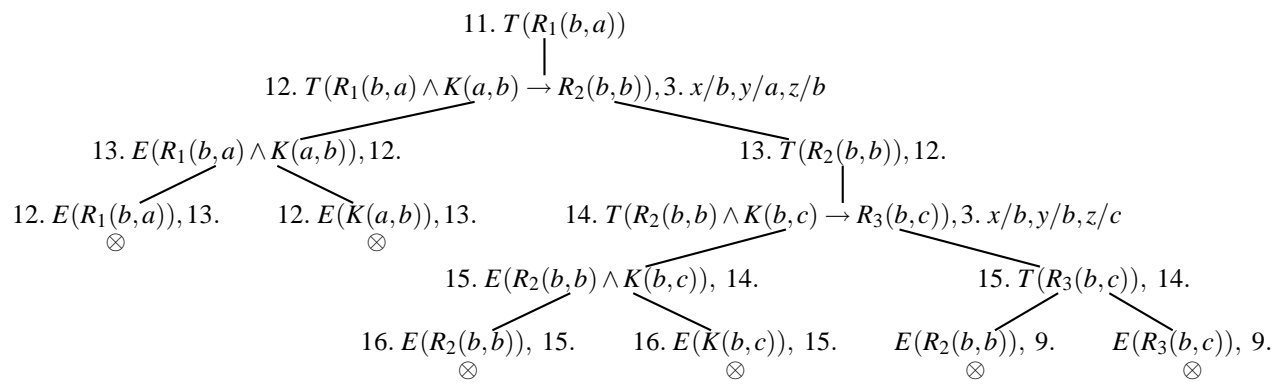 11. T(R₁(b,a))
12. T(R₁(b,a) ∧ K(a,b) → R₂(b,b)),3. x/b,y/a,z/b
13. E(R₁(b,a) ∧ K(a,b)),12. 13. T(R₂(b,b)),12.
12. E(R₁(b,a)),13. 12. E(K(a,b)),13. 14. T(R₂(b,b) ∧ K(b,c) → R₃(b,c)),3. x/b,y/b,z/c
⊗ ⊗
15. E(R₂(b,b) ∧ K(b,c)), 14. 15. T(R₃(b,c)), 14.
16. E(R₂(b,b)), 15. 16. E(K(b,c)), 15. E(R₂(b,b)), 9. E(R₃(b,c)), 9.
⊗ ⊗ ⊗ ⊗